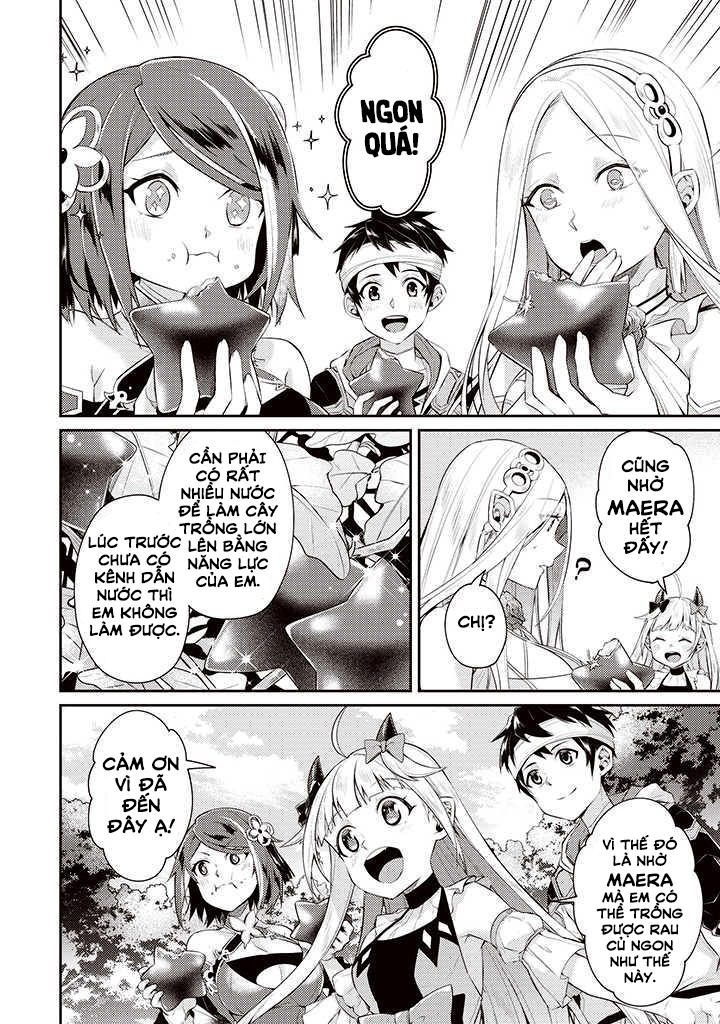 NGON
QUÁ!
CŨNG
NHỜ
MAERA
HẾT
ĐẤY!
?
CHỊ?
CẦN PHẢI
CÓ RẤT
NHIỀU NƯỚC
ĐỂ LÀM CÂY
TRỒNG LỚN
LÊN BẰNG
NĂNG LỰC
CỦA EM.
LÚC TRƯỚC
CHƯA CÓ
KÊNH DẪN
NƯỚC THÌ
EM KHÔNG
LÀM ĐƯỢC.
VÌ THẾ ĐÓ
LÀ NHỜ
MAERA
MÀ EM CÓ
THỂ TRỒNG
ĐƯỢC RAU
CỦ NGON
NHƯ THẾ
NÀY.
CẢM ƠN
VÌ ĐÃ
ĐẾN
ĐÂY Ạ!